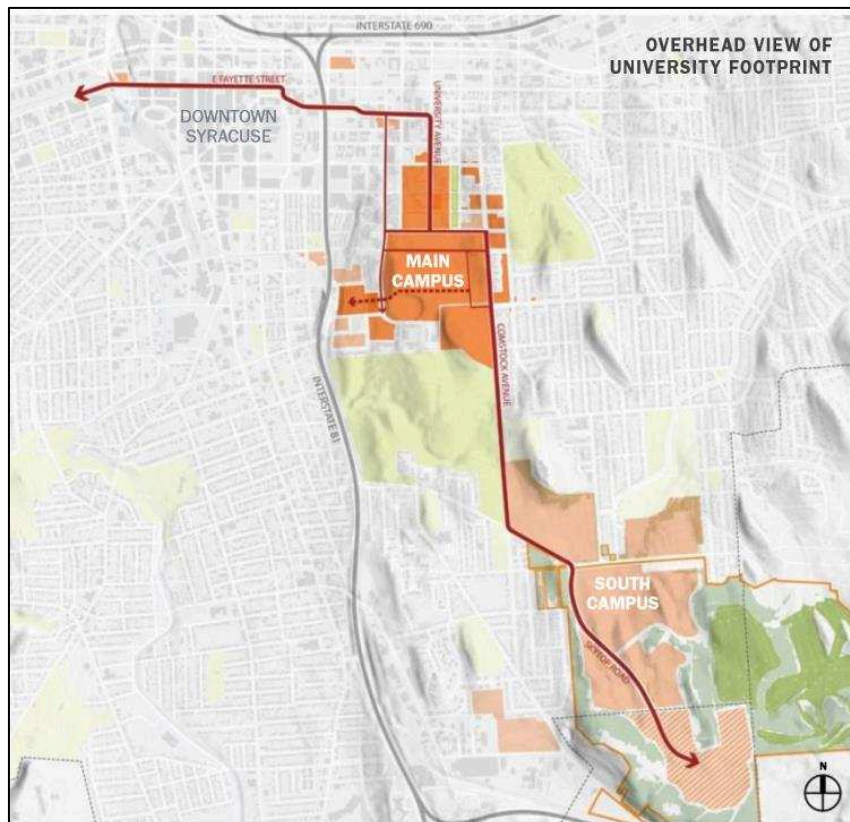 INTERSTATE 690
OVERHEAD VIEW OF
UNIVERSITY FOOTPRINT
E FAYETTE STREET
UNIVERSITY AVENUE
DOWNTOWN
SYRACUSE
MAIN
CAMPUS
COMSTOCK AVENUE
INTERSTATE 81
SOUTH
CAMPUS
SKYTOP ROAD
N